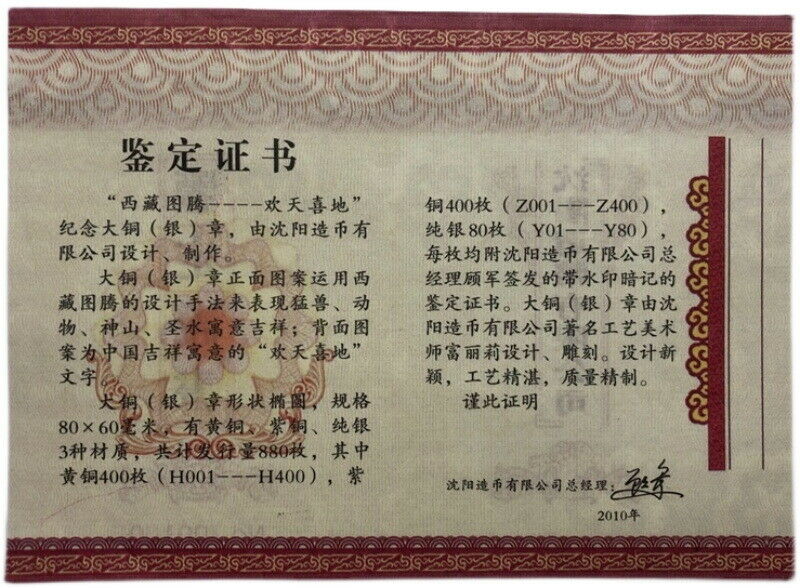 鉴定证书
“西藏图腾----欢天喜地”
纪念大铜（银）章，由沈阳造币有
限公司设计、制作。
大铜（银）章正面图案运用西
藏图腾的设计手法来表现猛兽、动
物、神山、圣水寓意吉祥；背面图
案为中国吉祥寓意的“欢天喜地”
文字
大铜（银）章形状椭圆，规格
80×60毫米，有黄铜、紫铜、纯银
3种材质，共计发行量880枚，其中
黄铜400枚（H001---H400），紫
铜400枚（Z001---Z400），
纯银80枚（Y01---Y80），
每枚均附沈阳造币有限公司总
经理顾军签发的带水印暗记的
鉴定证书。大铜（银）章由沈
阳造币有限公司著名工艺美术
师富丽莉设计、雕刻。设计新
颖，工艺精湛，质量精制。
谨此证明
沈阳造币有限公司总经理：
2010年